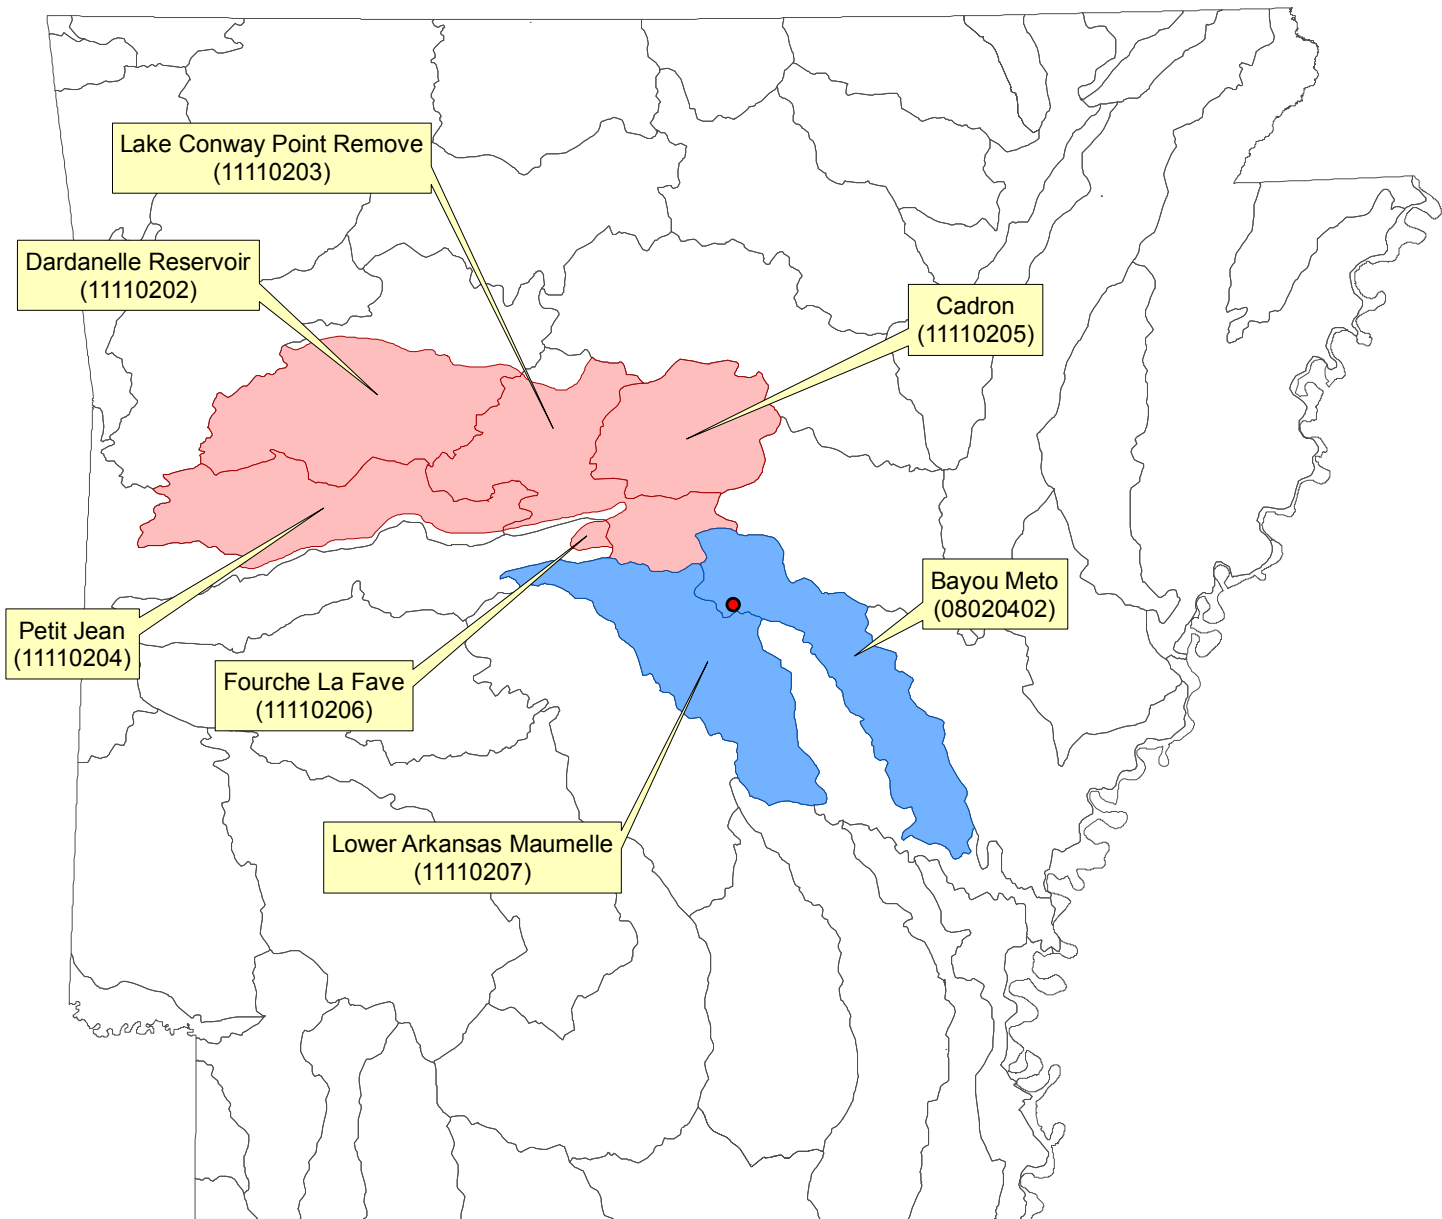 Lake Conway Point Remove
(11110203)
Dardanelle Reservoir
(11110202)
Cadron
(11110205)
Bayou Meto
(08020402)
Petit Jean
(11110204)
Fourche La Fave
(11110206)
Lower Arkansas Maumelle
(11110207)